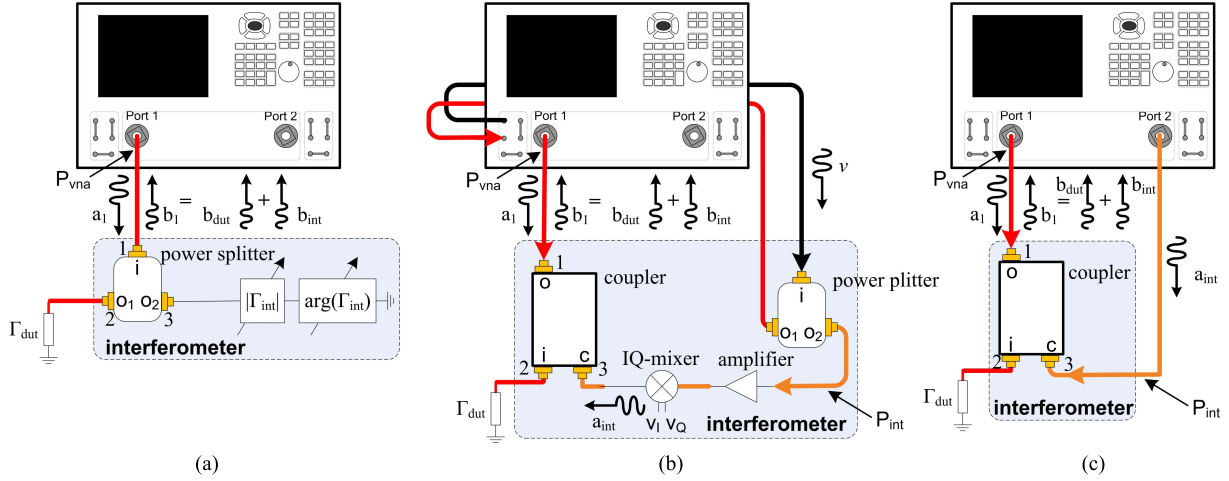 Port 1
Port 2
P_vna
a_1
b_1 = b_dut + b_int
1
power splitter
i
o_1 o_2
2
3
|Γ_int|
arg(Γ_int)
Γ_dut
interferometer
(a)
Port 1
Port 2
P_vna
v
a_1
b_1 = b_dut + b_int
1
coupler
o
power plitter
i
o_1 o_2
i
c
2
3
IQ-mixer
amplifier
Γ_dut
a_int
v_I v_Q
interferometer
P_int
(b)
Port 1
Port 2
P_vna
a_1
b_1 = b_dut + b_int
a_int
1
coupler
o
i
c
2
3
Γ_dut
interferometer
P_int
(c)